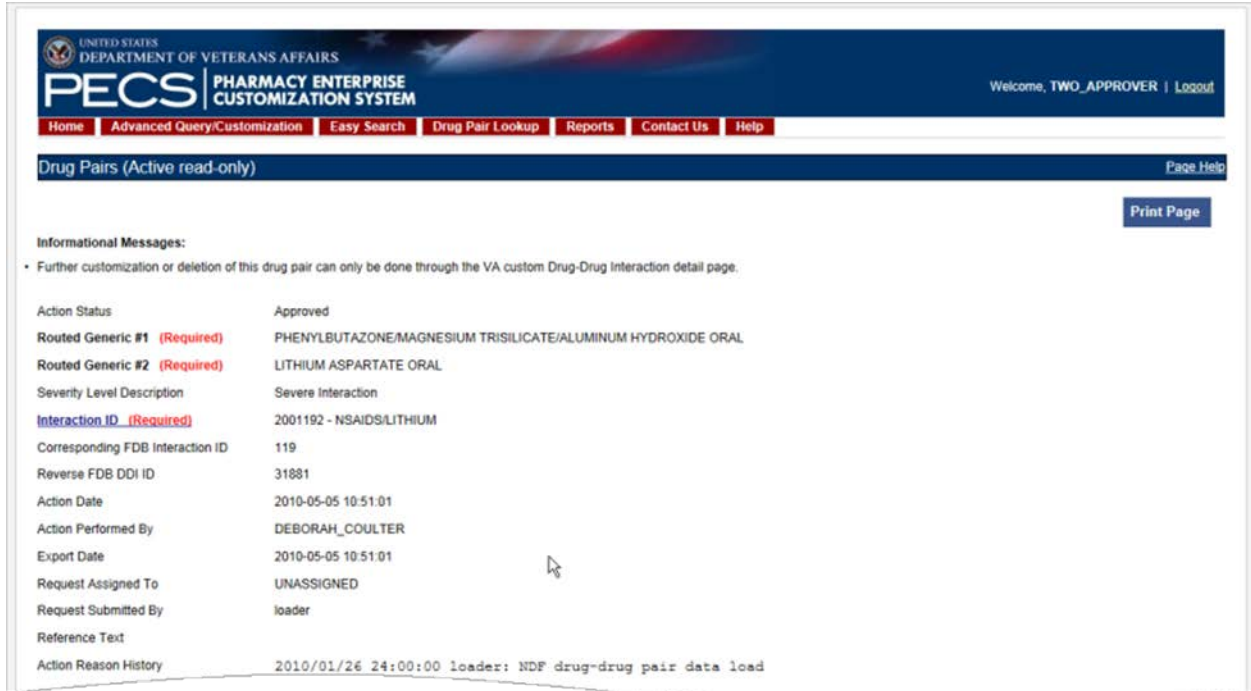 UNITED STATES
DEPARTMENT OF VETERANS AFFAIRS
PECS PHARMACY ENTERPRISE CUSTOMIZATION SYSTEM
Welcome, TWO_APPROVER | Logout
Home Advanced Query/Customization Easy Search Drug Pair Lookup Reports Contact Us Help
Drug Pairs (Active read-only) Page Help
Print Page
Informational Messages:
• Further customization or deletion of this drug pair can only be done through the VA custom Drug-Drug Interaction detail page.
Action Status Approved
Routed Generic #1 (Required) PHENYLBUTAZONE/MAGNESIUM TRISILICATE/ALUMINUM HYDROXIDE ORAL
Routed Generic #2 (Required) LITHIUM ASPARTATE ORAL
Severity Level Description Severe Interaction
Interaction ID (Required) 2001192 - NSAIDS/LITHIUM
Corresponding FDB Interaction ID 119
Reverse FDB DDI ID 31881
Action Date 2010-05-05 10:51:01
Action Performed By DEBORAH_COULTER
Export Date 2010-05-05 10:51:01
Request Assigned To UNASSIGNED
Request Submitted By loader
Reference Text
Action Reason History 2010/01/26 24:00:00 loader: NDF drug-drug pair data load